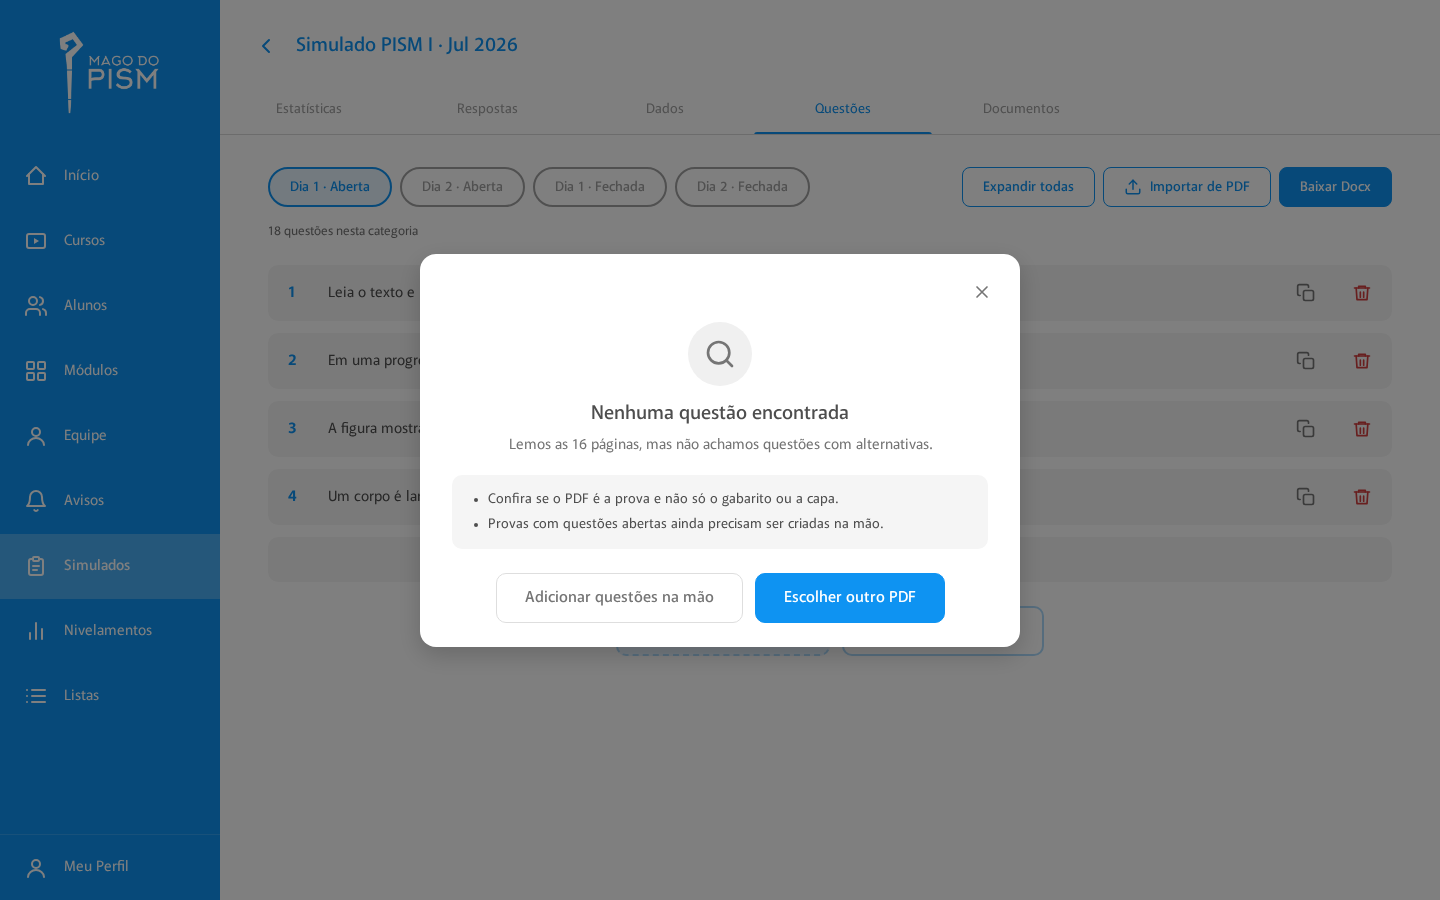 MAGO DO
PISM
Início
Cursos
Alunos
Módulos
Equipe
Avisos
Simulados
Nivelamentos
Listas
Meu Perfil
Simulado PISM I · Jul 2026
Estatísticas
Respostas
Dados
Questões
Documentos
Dia 1 · Aberta
Dia 2 · Aberta
Dia 1 · Fechada
Dia 2 · Fechada
Expandir todas
Importar de PDF
Baixar Docx
18 questões nesta categoria
1 Leia o texto e
2 Em uma
3 A figura
4 Um corpo é
Nenhuma questão encontrada
Lemos as 16 páginas, mas não achamos questões com alternativas.
• Confira se o PDF é a prova e não só o gabarito ou a capa.
• Provas com questões abertas ainda precisam ser criadas na mão.
Adicionar questões na mão
Escolher outro PDF